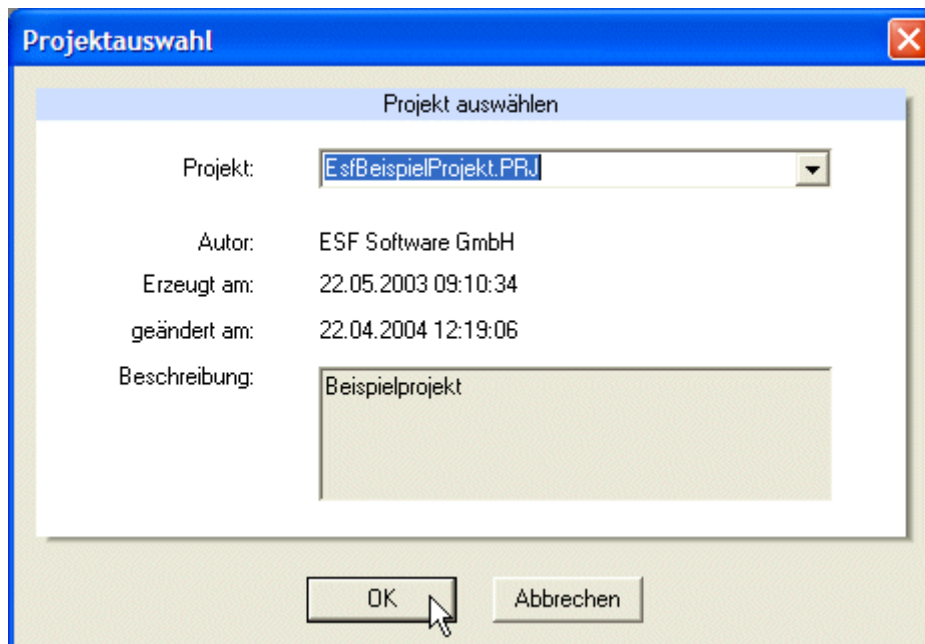 Projektauswahl
Projekt auswählen
Projekt: EsfBeispielProjekt.PRJ
Autor: ESF Software GmbH
Erzeugt am: 22.05.2003 09:10:34
geändert am: 22.04.2004 12:19:06
Beschreibung: Beispielprojekt
OK Abbrechen